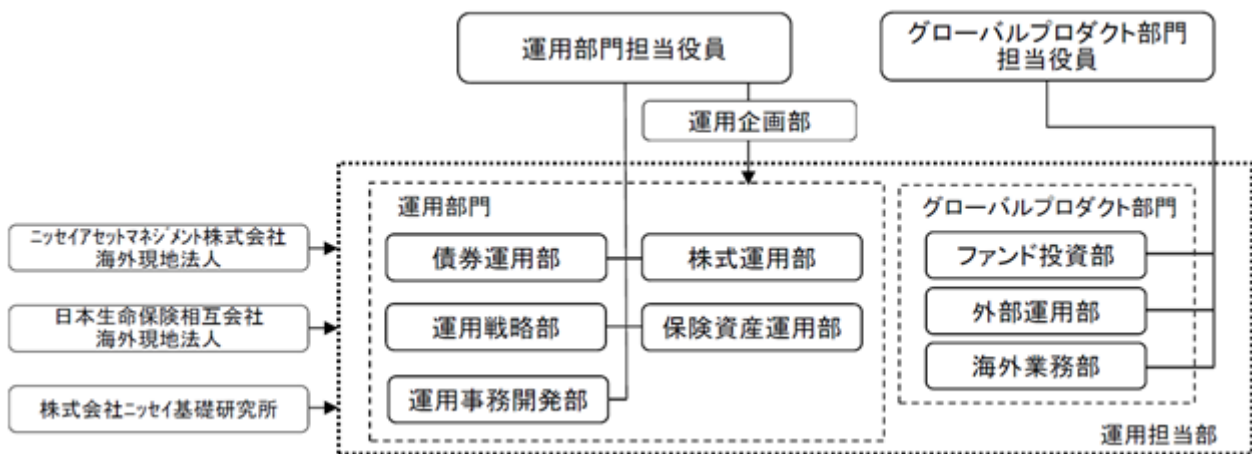 運用部門担当役員
グローバルプロダクト部門
担当役員
運用企画部
運用部門
グローバルプロダクト部門
ニッセイアセットマネジメント株式会社
海外現地法人
債券運用部
株式運用部
ファンド投資部
日本生命保険相互会社
海外現地法人
運用戦略部
保険資産運用部
外部運用部
海外業務部
株式会社ニッセイ基礎研究所
運用事務開発部
運用担当部